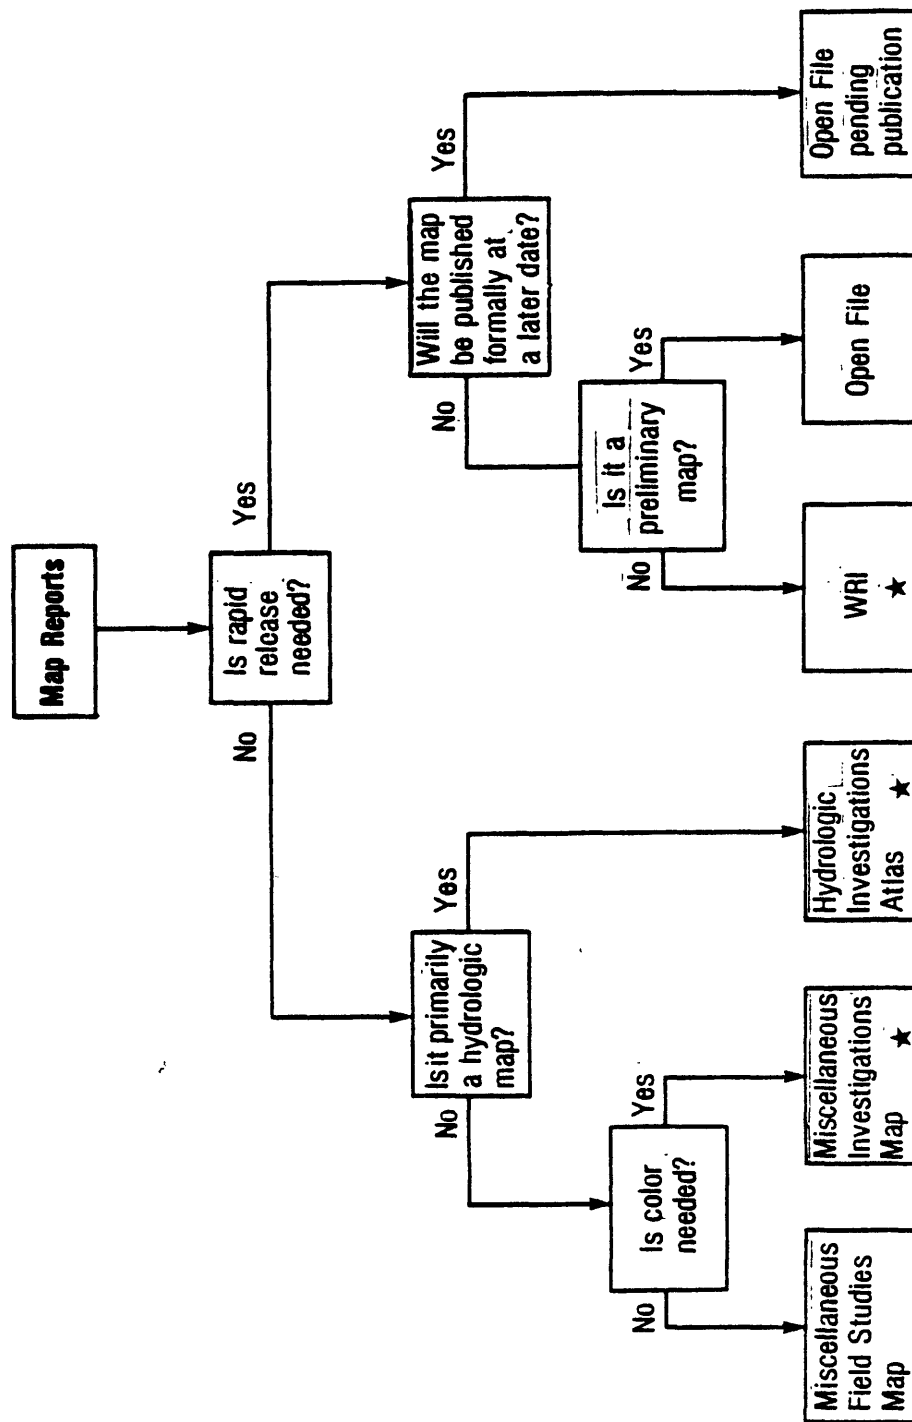 Map Reports
Is rapid
relcase
needed?
No
Yes
Is it primarily
a hydrologic
map?
Will the map
be published
formally at
a later date?
No
Yes
No
Yes
Is color
needed?
Is it a
preliminary
map?
No
Yes
No
Yes
Miscellaneous
Field Studies
Map
Miscellaneous
Investigations
Map ★
Hydrologic
Investigations
Atlas ★
WRI
★
Open File
Open File
pending
publication